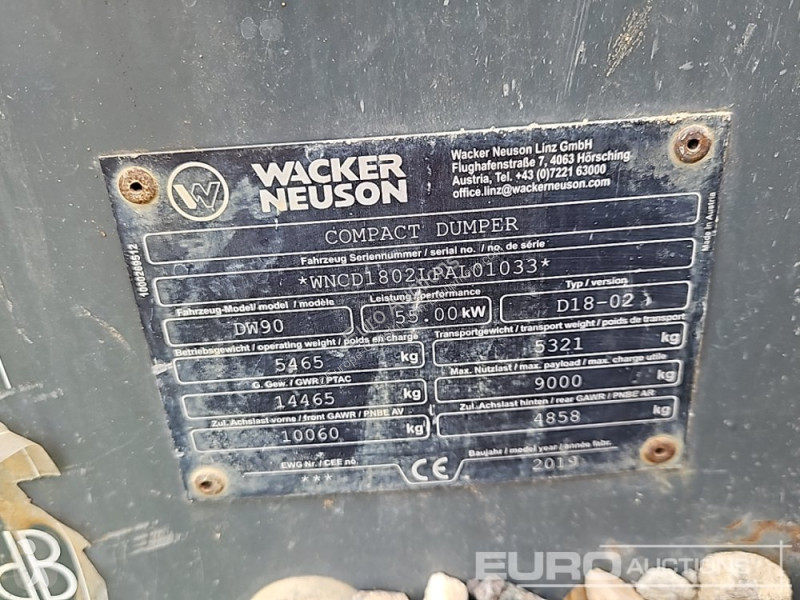 WACKER
NEUSON
Wacker Neuson Linz GmbH
Flughafenstraße 7, 4063 Hörsching
Austria, Tel. +43 (0)7221 63000
office.linz@wackerneuson.com
COMPACT DUMPER
Fahrzeug Seriennummer / serial no. / no. de série
*WNCD1802LPAL01033*
Fahrzeug-Model/ model / modèle
DW90
Leistung / performance
55.00 kW
Typ / version
D18-02
Betriebsgewicht / operating weight / poids en charge
5465 kg
Transportgewicht / transport weight / poids de transport
5321 kg
G. Gew. / GWR / PTAC
14465 kg
Max. Nutzlast / max. payload / max. charge utile
9000 kg
Zul. Achslast vorne / front GAWR / PNBE AV
10060 kg
Zul. Achslast hinten / rear GAWR / PNBE AR
4858 kg
EWG Nr. / CEE no.
***
CE
Baujahr / model year / année fabr.
2019
1000269512
Made in Austria
EURO AUCTIONS